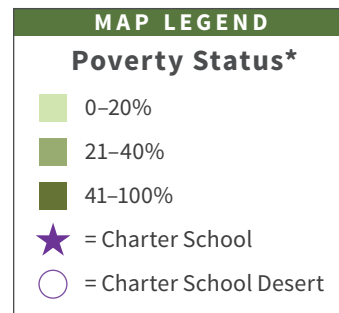 MAP LEGEND
Poverty Status*
0–20%
21–40%
41–100%
= Charter School
= Charter School Desert